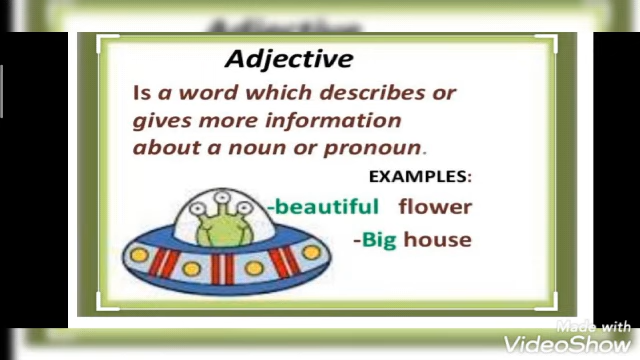 Adjective
Is a word which describes or
gives more information
about a noun or pronoun.
EXAMPLES:
-beautiful flower
-Big house
Made with
VideoShow